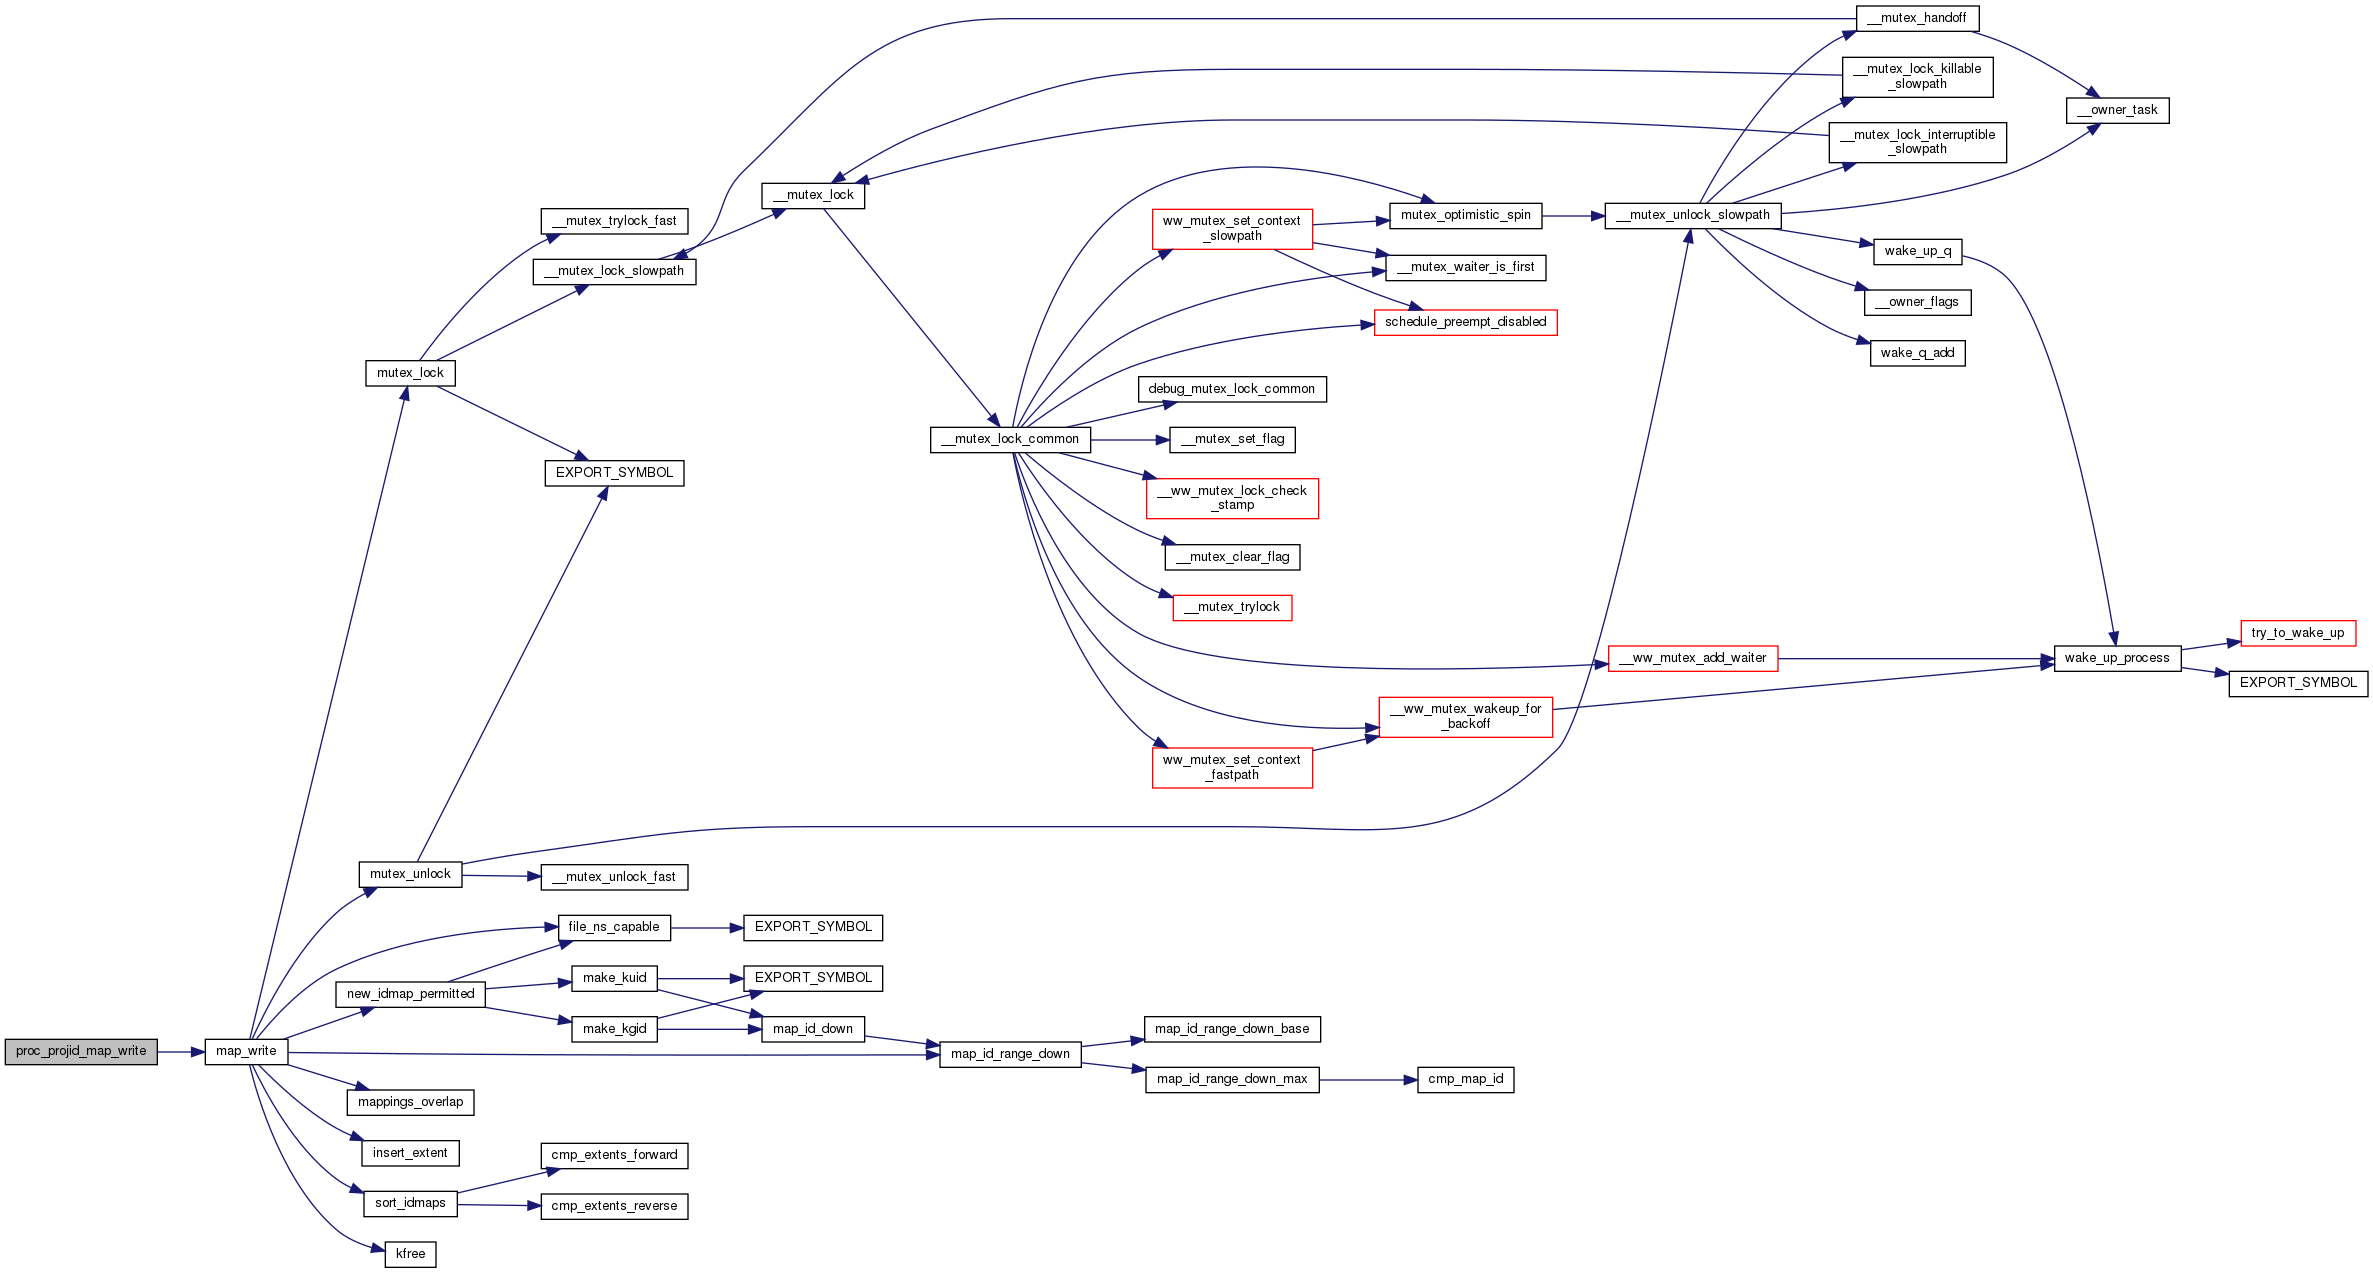 __mutex_handoff
__mutex_lock_killable
_slowpath
__owner_task
__mutex_lock_interruptible
_slowpath
__mutex_lock
__mutex_trylock_fast
ww_mutex_set_context
_slowpath
mutex_optimistic_spin
__mutex_unlock_slowpath
wake_up_q
__mutex_lock_slowpath
__mutex_waiter_is_first
__owner_flags
schedule_preempt_disabled
wake_q_add
mutex_lock
debug_mutex_lock_common
__mutex_lock_common
__mutex_set_flag
EXPORT_SYMBOL
__ww_mutex_lock_check
_stamp
__mutex_clear_flag
__mutex_trylock
try_to_wake_up
__ww_mutex_add_waiter
wake_up_process
EXPORT_SYMBOL
__ww_mutex_wakeup_for
_backoff
ww_mutex_set_context
_fastpath
mutex_unlock
__mutex_unlock_fast
file_ns_capable
EXPORT_SYMBOL
make_kuid
EXPORT_SYMBOL
new_idmap_permitted
make_kgid
map_id_down
map_id_range_down_base
proc_projid_map_write
map_write
map_id_range_down
map_id_range_down_max
cmp_map_id
mappings_overlap
insert_extent
cmp_extents_forward
sort_idmaps
cmp_extents_reverse
kfree